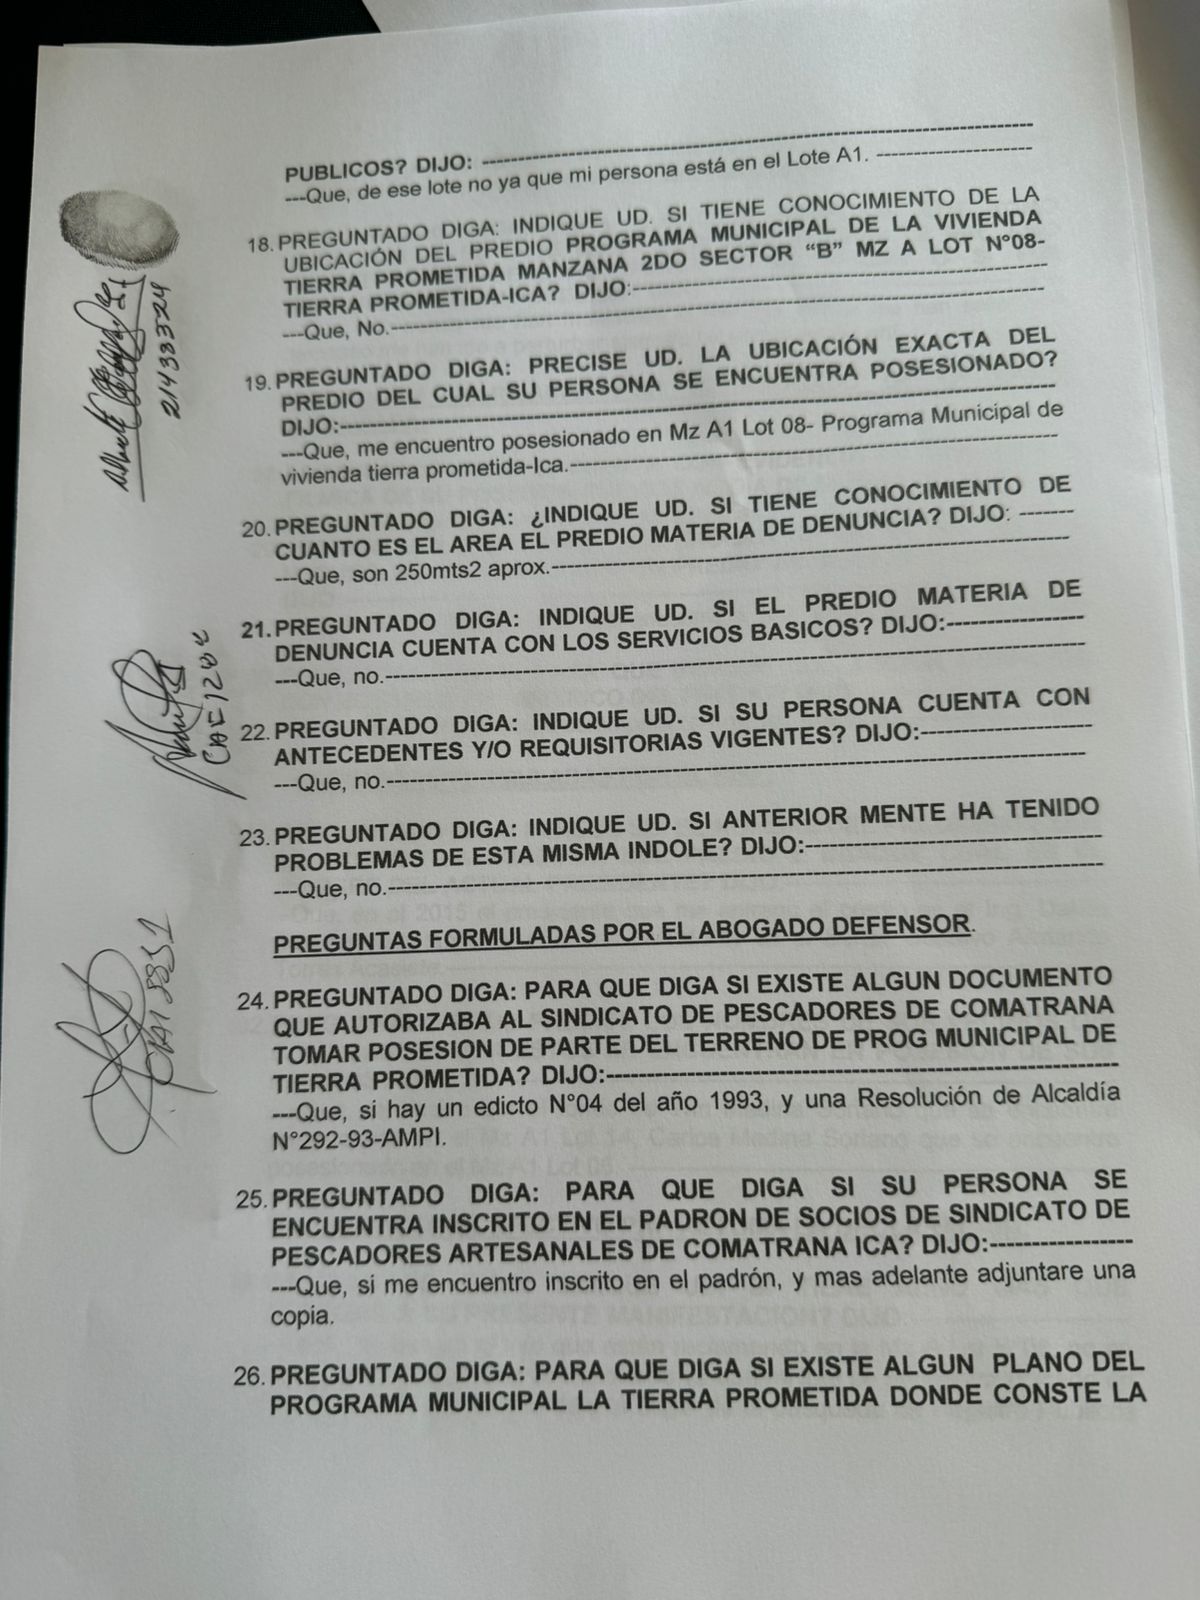 PUBLICOS? DIJO: ------------------------------------------------------------------------------------
---Que, de ese lote no ya que mi persona está en el Lote A1. ----------------------
18. PREGUNTADO DIGA: INDIQUE UD. SI TIENE CONOCIMIENTO DE LA
UBICACIÓN DEL PREDIO PROGRAMA MUNICIPAL DE LA VIVIENDA
TIERRA PROMETIDA MANZANA 2DO SECTOR “B” MZ A LOT N°08-
TIERRA PROMETIDA-ICA? DIJO:-------------------------------------------------------
---Que, No.-----------------------------------------------------------------------------------------
19. PREGUNTADO DIGA: PRECISE UD. LA UBICACIÓN EXACTA DEL
PREDIO DEL CUAL SU PERSONA SE ENCUENTRA POSESIONADO?
DIJO:-------------------------------------------------------------------------------------------------
---Que, me encuentro posesionado en Mz A1 Lot 08- Programa Municipal de
vivienda tierra prometida-Ica.-----------------------------------------------------------------
20. PREGUNTADO DIGA: ¿INDIQUE UD. SI TIENE CONOCIMIENTO DE
CUANTO ES EL AREA EL PREDIO MATERIA DE DENUNCIA? DIJO: -------
---Que, son 250mts2 aprox.--------------------------------------------------------------------
21. PREGUNTADO DIGA: INDIQUE UD. SI EL PREDIO MATERIA DE
DENUNCIA CUENTA CON LOS SERVICIOS BASICOS? DIJO:-----------------
---Que, no.------------------------------------------------------------------------------------------
22. PREGUNTADO DIGA: INDIQUE UD. SI SU PERSONA CUENTA CON
ANTECEDENTES Y/O REQUISITORIAS VIGENTES? DIJO:---------------------
---Que, no.------------------------------------------------------------------------------------------
23. PREGUNTADO DIGA: INDIQUE UD. SI ANTERIOR MENTE HA TENIDO
PROBLEMAS DE ESTA MISMA INDOLE? DIJO:-------------------------------------
---Que, no.------------------------------------------------------------------------------------------
PREGUNTAS FORMULADAS POR EL ABOGADO DEFENSOR.
24. PREGUNTADO DIGA: PARA QUE DIGA SI EXISTE ALGUN DOCUMENTO
QUE AUTORIZABA AL SINDICATO DE PESCADORES DE COMATRANA
TOMAR POSESION DE PARTE DEL TERRENO DE PROG MUNICIPAL DE
TIERRA PROMETIDA? DIJO:----------------------------------------------------------------
---Que, si hay un edicto N°04 del año 1993, y una Resolución de Alcaldía
N°292-93-AMPI.
25. PREGUNTADO DIGA: PARA QUE DIGA SI SU PERSONA SE
ENCUENTRA INSCRITO EN EL PADRON DE SOCIOS DE SINDICATO DE
PESCADORES ARTESANALES DE COMATRANA ICA? DIJO:-----------------
---Que, si me encuentro inscrito en el padrón, y mas adelante adjuntare una
copia.
26. PREGUNTADO DIGA: PARA QUE DIGA SI EXISTE ALGUN PLANO DEL
PROGRAMA MUNICIPAL LA TIERRA PROMETIDA DONDE CONSTE LA
21438324